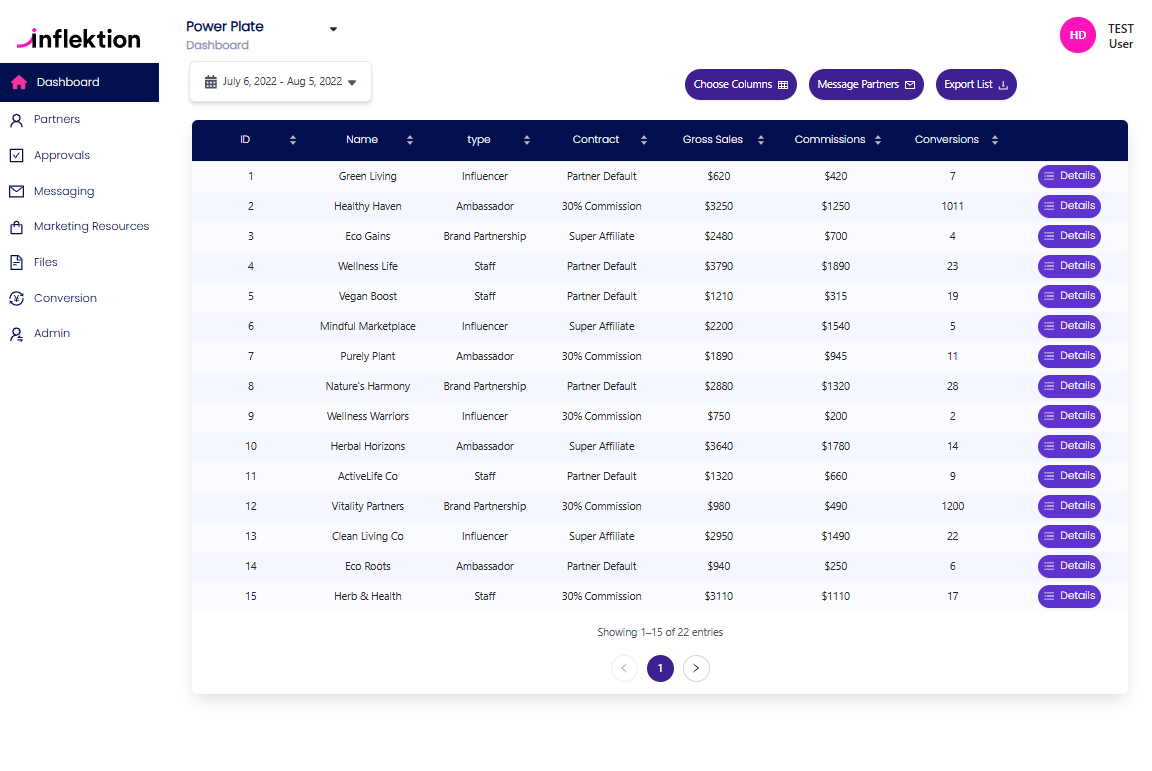 inflektion
Power Plate
Dashboard
HD
TEST
User
Dashboard
Partners
Approvals
Messaging
Marketing Resources
Files
Conversion
Admin
July 6, 2022 - Aug 5, 2022
Choose Columns
Message Partners
Export List
ID Name type Contract Gross Sales Commissions Conversions
1 Green Living Influencer Partner Default $620 $420 7 Details
2 Healthy Haven Ambassador 30% Commission $3250 $1250 1011 Details
3 Eco Gains Brand Partnership Super Affiliate $2480 $700 4 Details
4 Wellness Life Staff Partner Default $3790 $1890 23 Details
5 Vegan Boost Staff Partner Default $1210 $315 19 Details
6 Mindful Marketplace Influencer Super Affiliate $2200 $1540 5 Details
7 Purely Plant Ambassador 30% Commission $1890 $945 11 Details
8 Nature's Harmony Brand Partnership Partner Default $2880 $1320 28 Details
9 Wellness Warriors Influencer 30% Commission $750 $200 2 Details
10 Herbal Horizons Ambassador Super Affiliate $3640 $1780 14 Details
11 ActiveLife Co Staff Partner Default $1320 $660 9 Details
12 Vitality Partners Brand Partnership 30% Commission $980 $490 1200 Details
13 Clean Living Co Influencer Super Affiliate $2950 $1490 22 Details
14 Eco Roots Ambassador Partner Default $940 $250 6 Details
15 Herb & Health Staff 30% Commission $3110 $1110 17 Details
Showing 1–15 of 22 entries
< 1 >